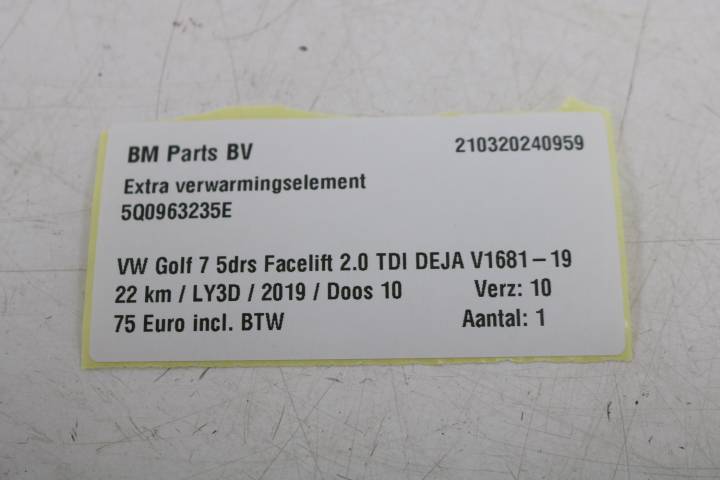 BM Parts BV 210320240959
Extra verwarmingselement
5Q0963235E
VW Golf 7 5drs Facelift 2.0 TDI DEJA V1681-19
22 km / LY3D / 2019 / Doos 10 Verz: 10
75 Euro incl. BTW Aantal: 1